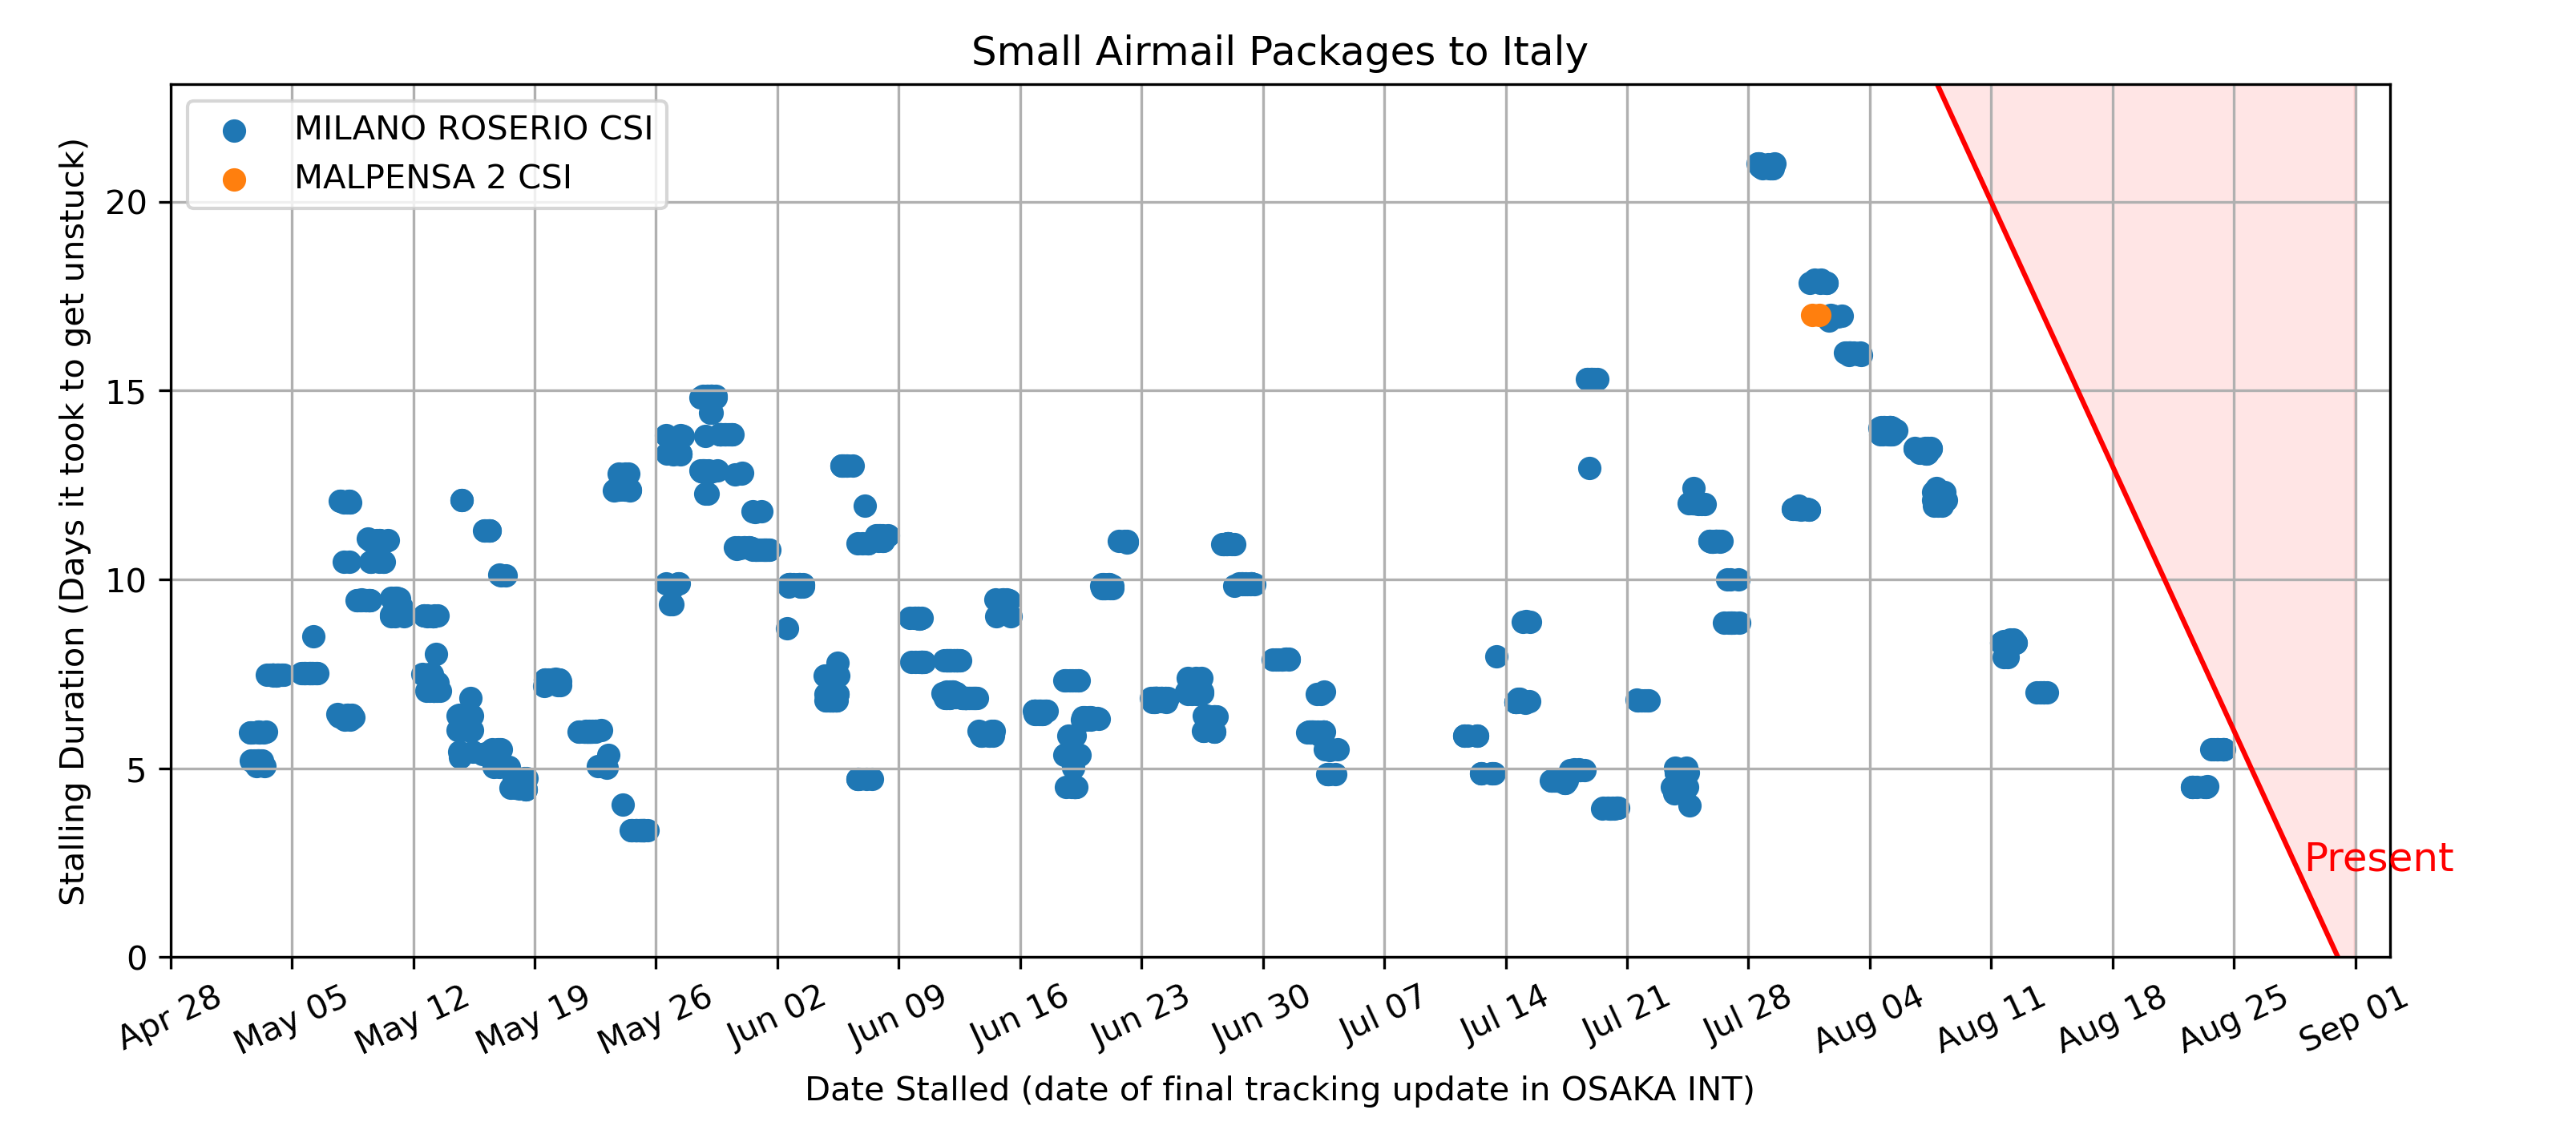 Small Airmail Packages to Italy
MILANO ROSERIO CSI
MALPENSA 2 CSI
Stalling Duration (Days it took to get unstuck)
20
15
10
5
0
Present
Apr 28
May 05
May 12
May 19
May 26
Jun 02
Jun 09
Jun 16
Jun 23
Jun 30
Jul 07
Jul 14
Jul 21
Jul 28
Aug 04
Aug 11
Aug 18
Aug 25
Sep 01
Date Stalled (date of final tracking update in OSAKA INT)